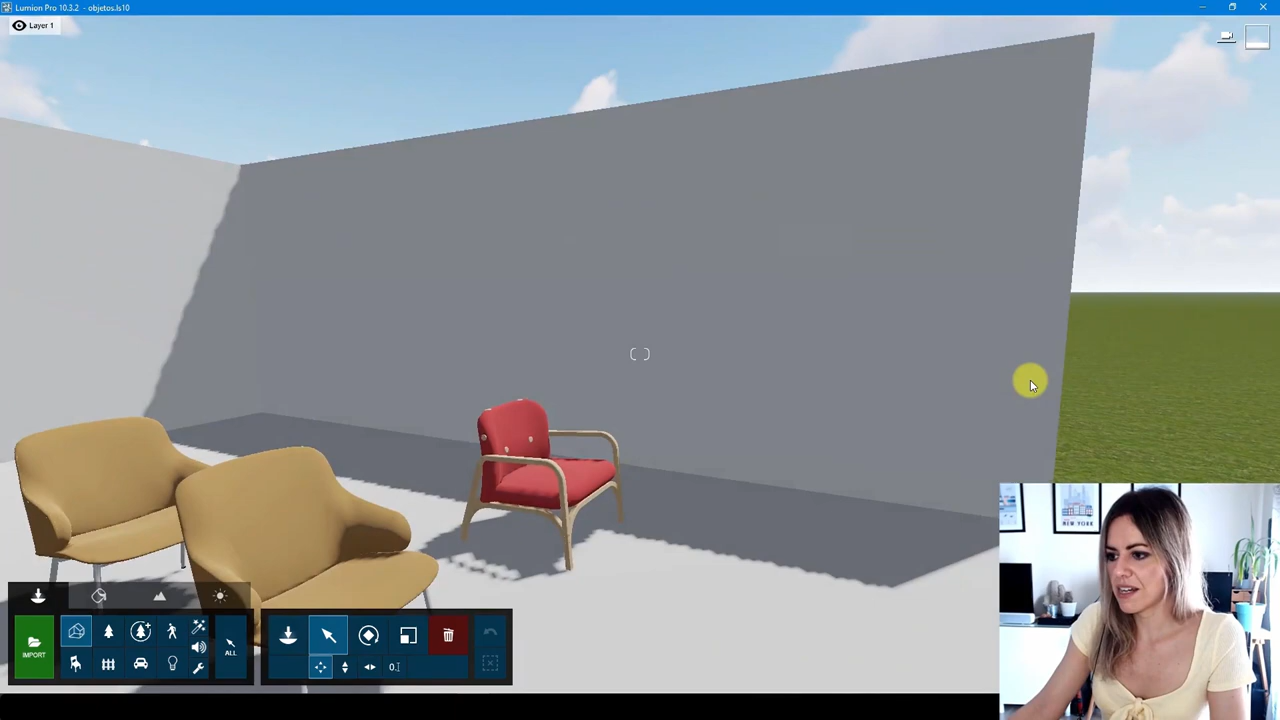 Lumion Pro 10.3.2 - objetos.ls10
Layer 1
IMPORT
ALL
NEW YORK